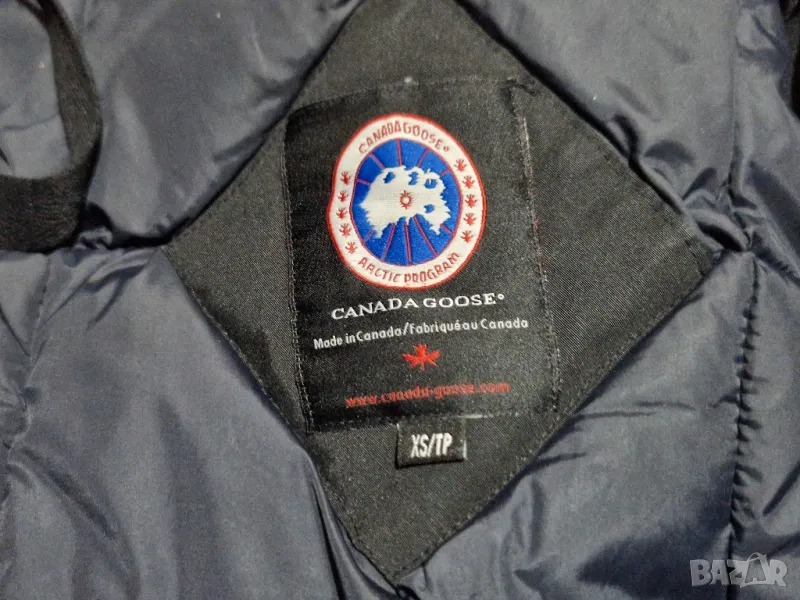 CANADA GOOSE®
ARCTIC PROGRAM
CANADA GOOSE®
Made in Canada/Fabriqué au Canada
www.canada-goose.com
XS/TP
BAZAR